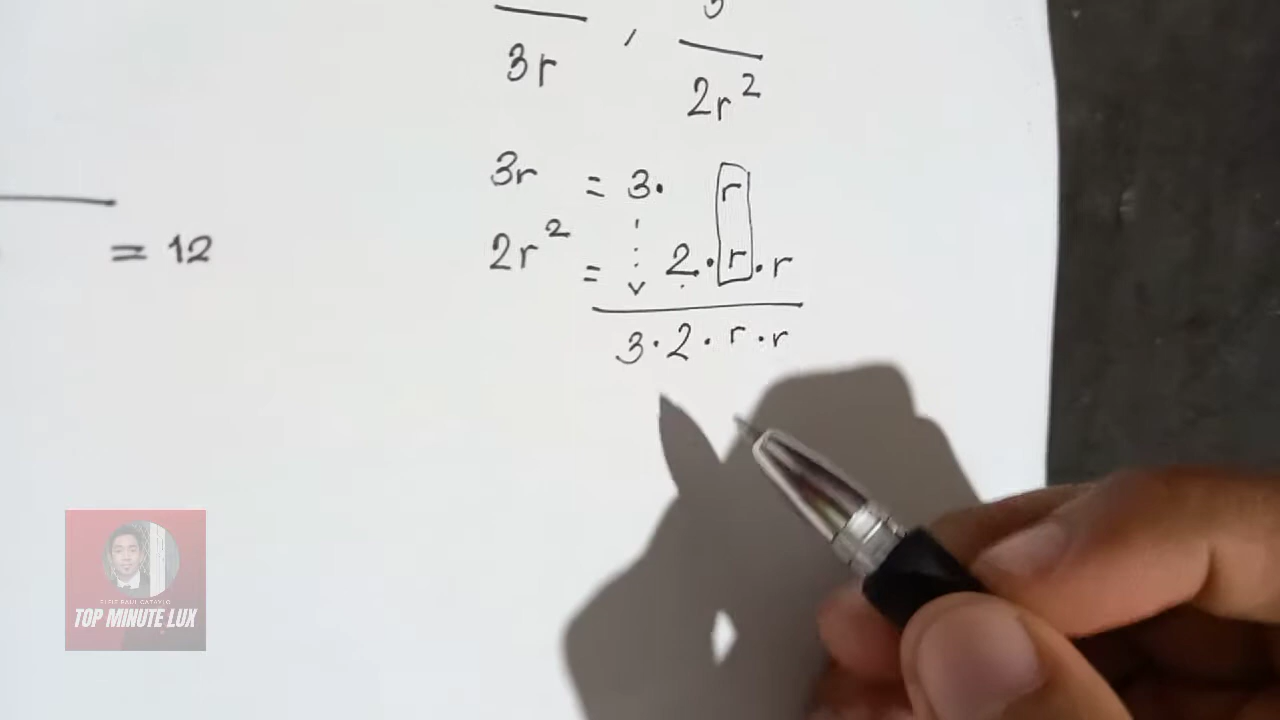 3r , 2r²
3r = 3 · r
2r² = 2 · r · r
3 · 2 · r · r
= 12
TOP MINUTE LUX